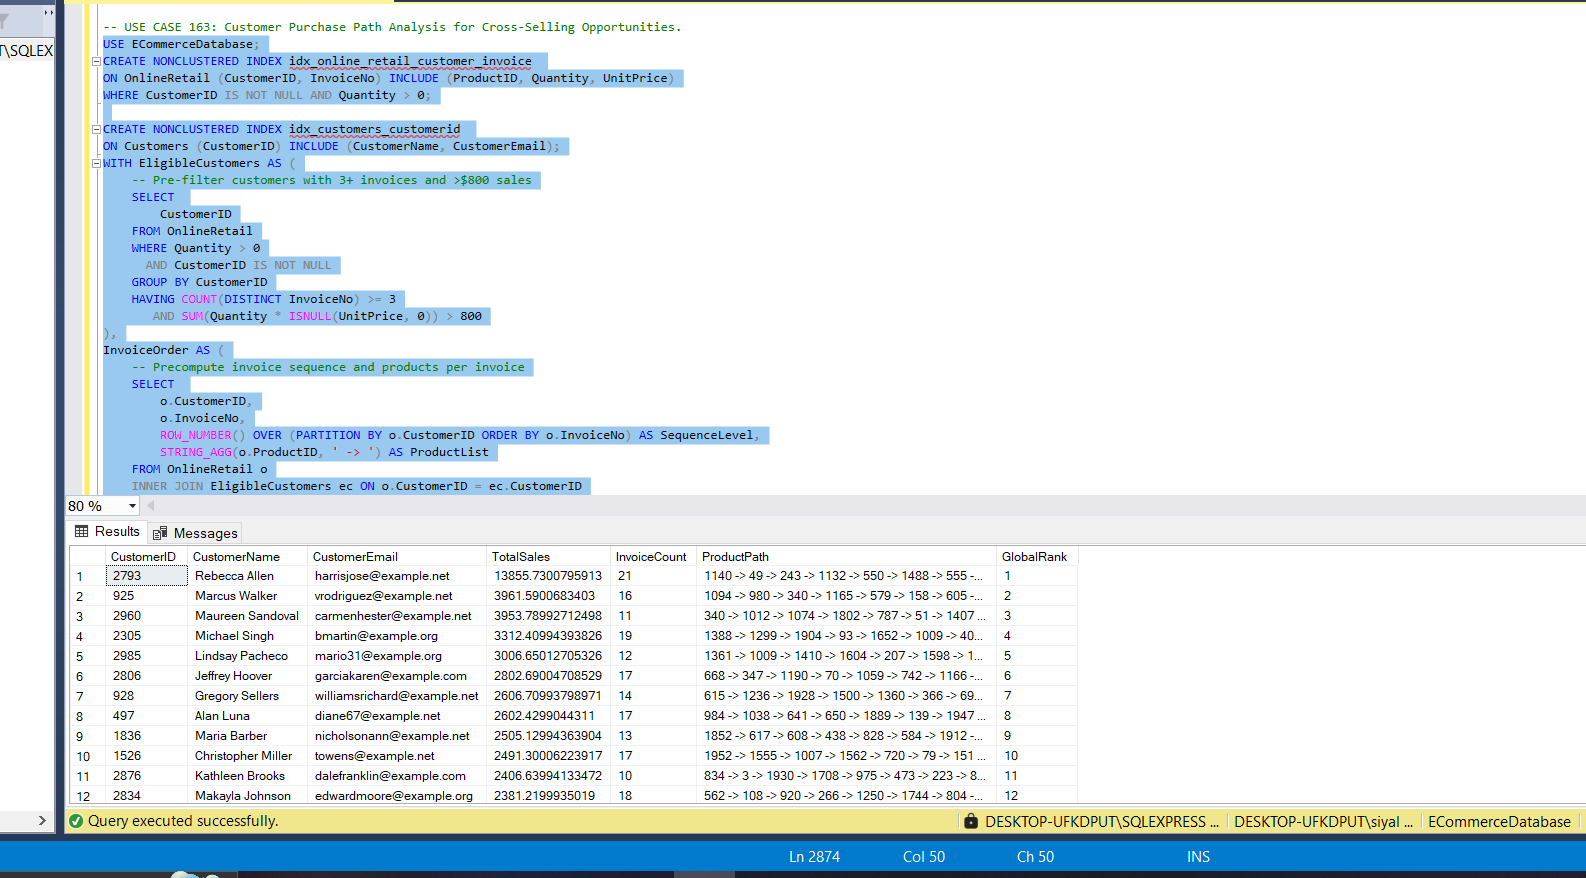 T\SQLEX
-- USE CASE 163: Customer Purchase Path Analysis for Cross-Selling Opportunities.
USE ECommerceDatabase;
CREATE NONCLUSTERED INDEX idx_online_retail_customer_invoice
ON OnlineRetail (CustomerID, InvoiceNo) INCLUDE (ProductID, Quantity, UnitPrice)
WHERE CustomerID IS NOT NULL AND Quantity > 0;
CREATE NONCLUSTERED INDEX idx_customers_customerid
ON Customers (CustomerID) INCLUDE (CustomerName, CustomerEmail);
WITH EligibleCustomers AS (
-- Pre-filter customers with 3+ invoices and >$800 sales
SELECT
CustomerID
FROM OnlineRetail
WHERE Quantity > 0
AND CustomerID IS NOT NULL
GROUP BY CustomerID
HAVING COUNT(DISTINCT InvoiceNo) >= 3
AND SUM(Quantity * ISNULL(UnitPrice, 0)) > 800
),
InvoiceOrder AS (
-- Precompute invoice sequence and products per invoice
SELECT
o.CustomerID,
o.InvoiceNo,
ROW_NUMBER() OVER (PARTITION BY o.CustomerID ORDER BY o.InvoiceNo) AS SequenceLevel,
STRING_AGG(o.ProductID, ' -> ') AS ProductList
FROM OnlineRetail o
INNER JOIN EligibleCustomers ec ON o.CustomerID = ec.CustomerID
80 %
Results Messages
CustomerID CustomerName CustomerEmail TotalSales InvoiceCount ProductPath GlobalRank
1 2793 Rebecca Allen harrisjose@example.net 13855.7300795913 21 1140 -> 49 -> 243 -> 1132 -> 550 -> 1488 -> 555 -... 1
2 925 Marcus Walker vrodriguez@example.net 3961.5900683403 16 1094 -> 980 -> 340 -> 1165 -> 579 -> 158 -> 605 -... 2
3 2960 Maureen Sandoval carmenhester@example.net 3953.78992712498 11 340 -> 1012 -> 1074 -> 1802 -> 787 -> 51 -> 1407 ... 3
4 2305 Michael Singh bmartin@example.org 3312.40994393826 19 1388 -> 1299 -> 1904 -> 93 -> 1652 -> 1009 -> 40... 4
5 2985 Lindsay Pacheco mario31@example.org 3006.65012705326 12 1361 -> 1009 -> 1410 -> 1604 -> 207 -> 1598 -> 1... 5
6 2806 Jeffrey Hoover garciakaren@example.com 2802.69004708529 17 668 -> 347 -> 1190 -> 70 -> 1059 -> 742 -> 1166 -... 6
7 928 Gregory Sellers williamsrichard@example.net 2606.70993798971 14 615 -> 1236 -> 1928 -> 1500 -> 1360 -> 366 -> 69... 7
8 497 Alan Luna diane67@example.net 2602.4299044311 17 984 -> 1038 -> 641 -> 650 -> 1889 -> 139 -> 1947 ... 8
9 1836 Maria Barber nicholsonann@example.net 2505.12994363904 13 1852 -> 617 -> 608 -> 438 -> 828 -> 584 -> 1912 -... 9
10 1526 Christopher Miller towens@example.net 2491.30006223917 17 1952 -> 1555 -> 1007 -> 1562 -> 720 -> 79 -> 151 ... 10
11 2876 Kathleen Brooks dalefranklin@example.com 2406.63994133472 10 834 -> 3 -> 1930 -> 1708 -> 975 -> 473 -> 223 -> 8... 11
12 2834 Makayla Johnson edwardmoore@example.org 2381.2199935019 18 562 -> 108 -> 920 -> 266 -> 1250 -> 1744 -> 804 -... 12
Query executed successfully. DESKTOP-UFKDPUT\SQLEXPRESS ... DESKTOP-UFKDPUT\siyal ... ECommerceDatabase
Ln 2874 Col 50 Ch 50 INS